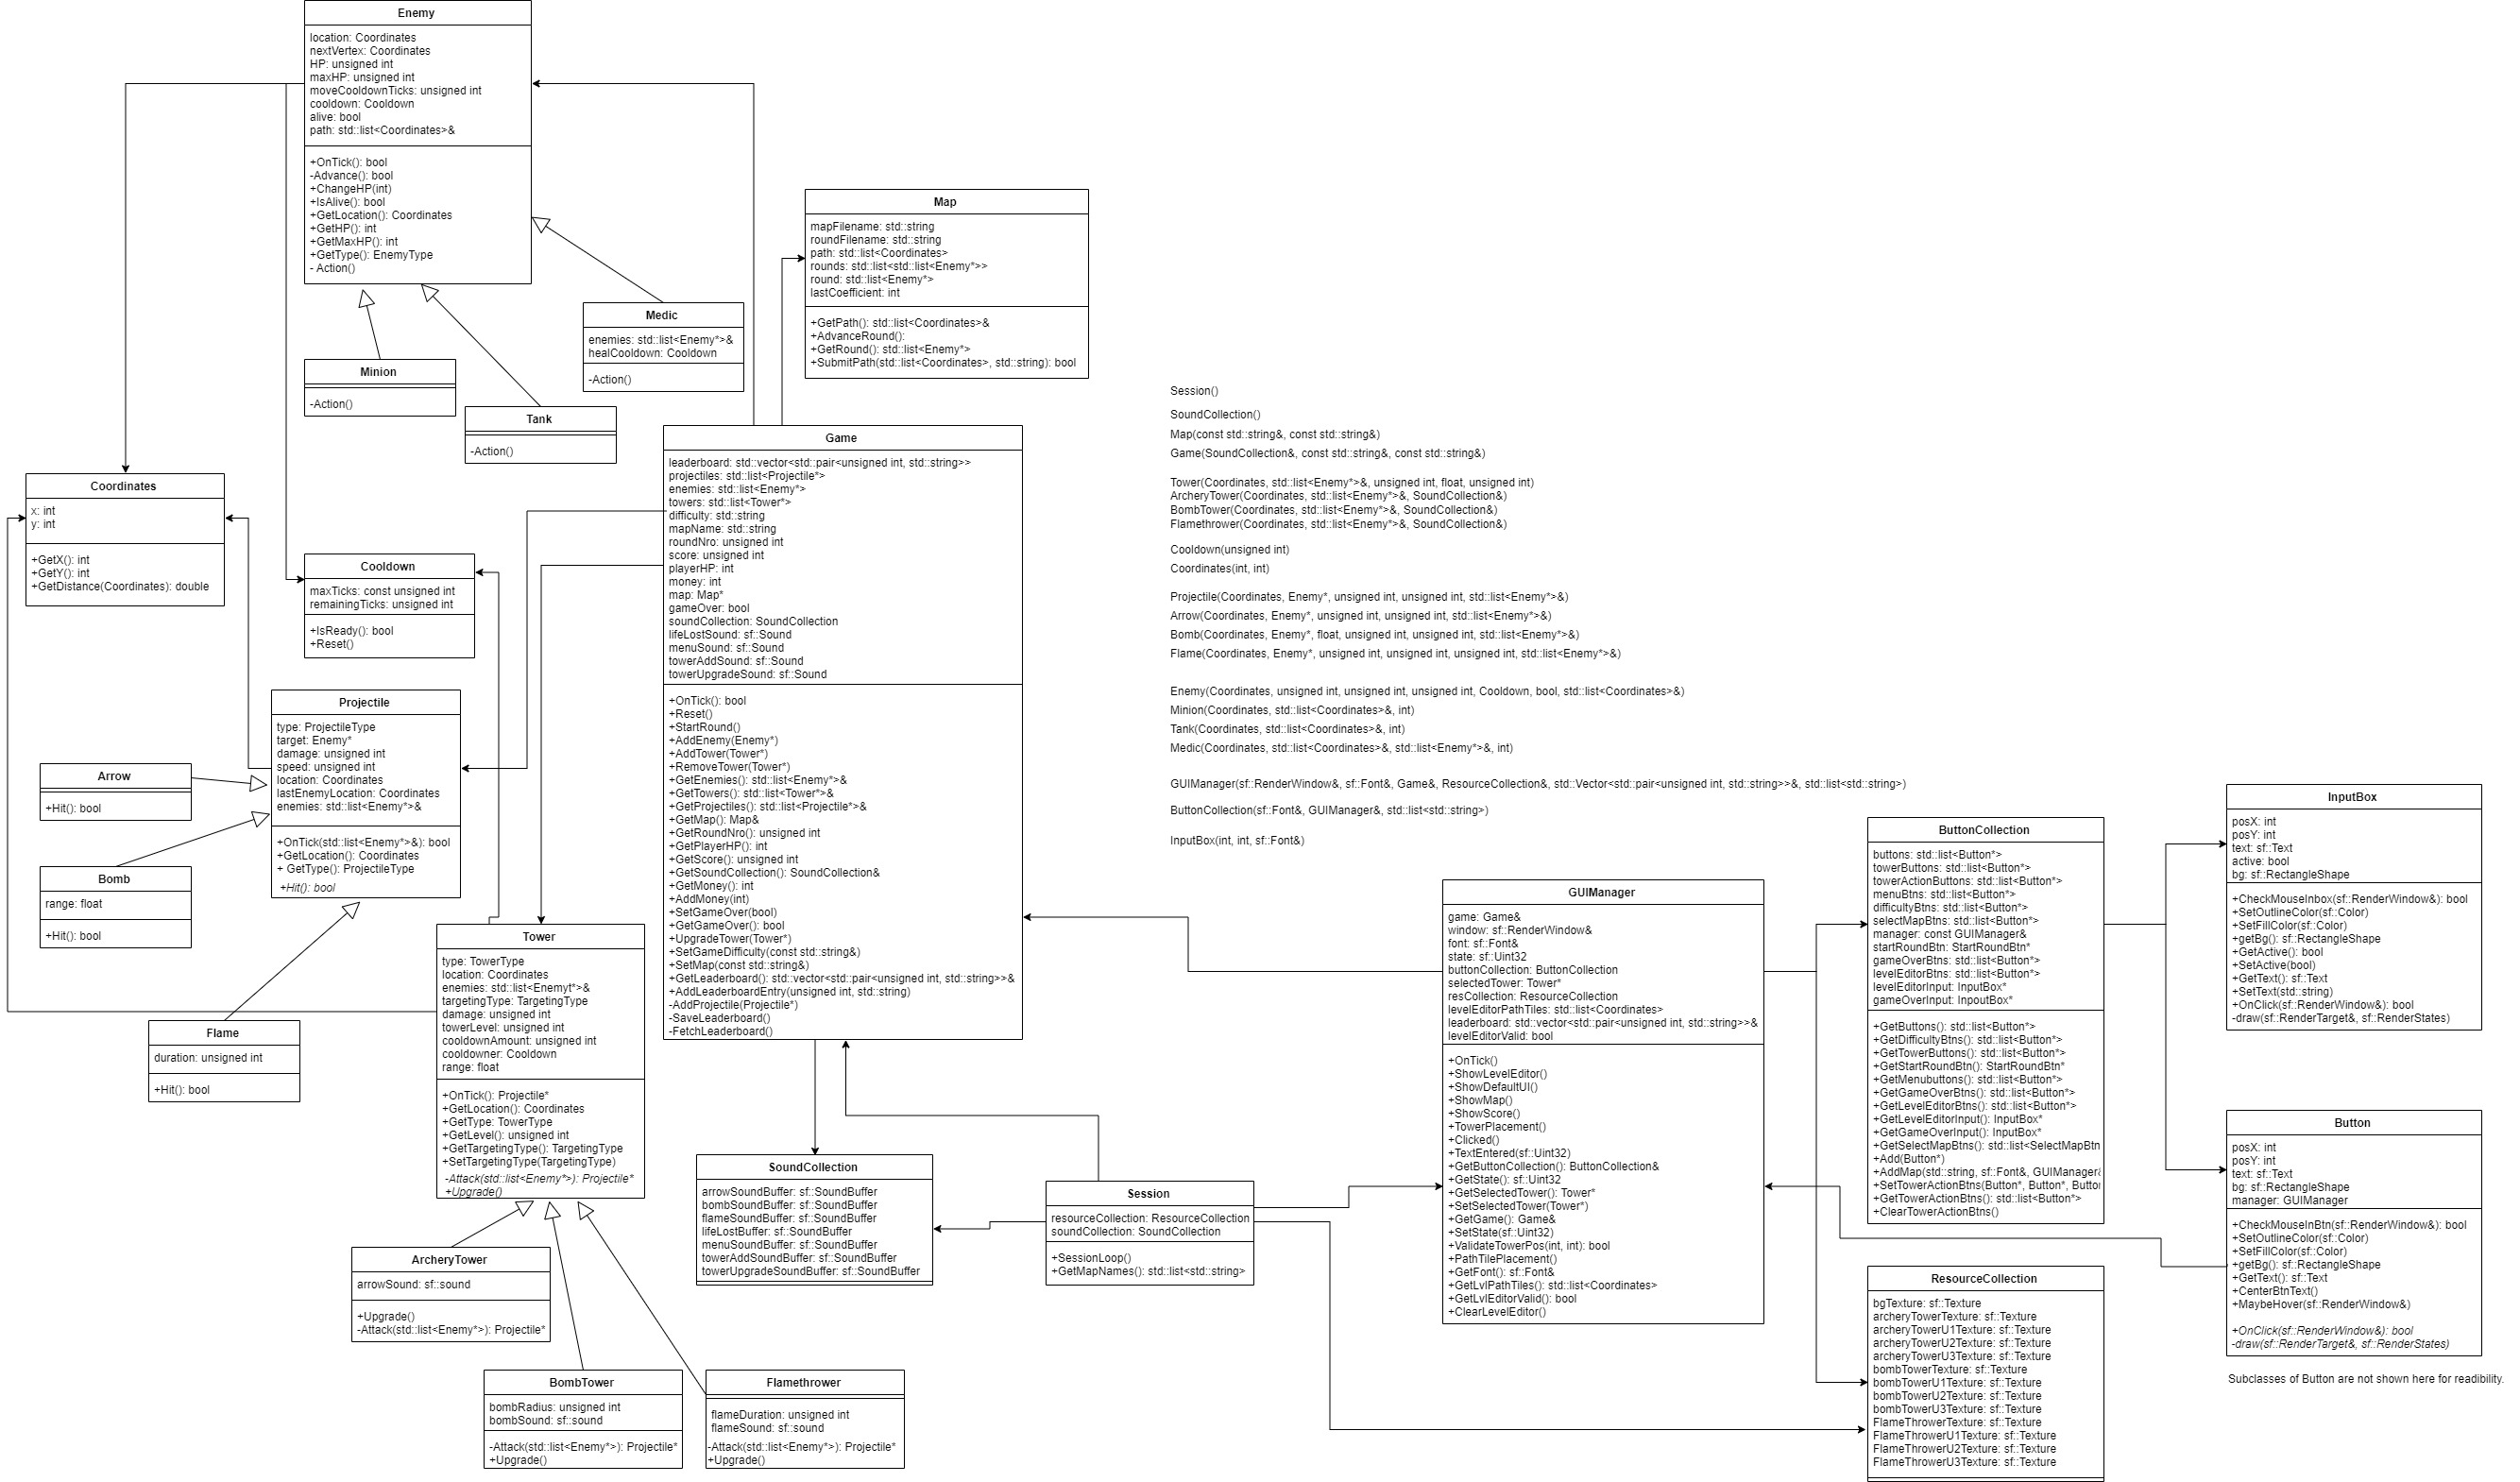 Enemy
location: Coordinates
nextVertex: Coordinates
HP: unsigned int
maxHP: unsigned int
moveCooldownTicks: unsigned int
cooldown: Cooldown
alive: bool
path: std::list<Coordinates>&
+OnTick(): bool
-Advance(): bool
+ChangeHP(int)
+IsAlive(): bool
+GetLocation(): Coordinates
+GetHP(): int
+GetMaxHP(): int
+GetType(): EnemyType
- Action()
Map
mapFilename: std::string
roundFilename: std::string
path: std::list<Coordinates>
rounds: std::list<std::list<Enemy*>>
round: std::list<Enemy*>
lastCoefficient: int
+GetPath(): std::list<Coordinates>&
+AdvanceRound():
+GetRound(): std::list<Enemy*>
+SubmitPath(std::list<Coordinates>, std::string): bool
Medic
enemies: std::list<Enemy*>&
healCooldown: Cooldown
-Action()
Minion
-Action()
Tank
-Action()
Coordinates
x: int
y: int
+GetX(): int
+GetY(): int
+GetDistance(Coordinates): double
Cooldown
maxTicks: const unsigned int
remainingTicks: unsigned int
+IsReady(): bool
+Reset()
Game
leaderboard: std::vector<std::pair<unsigned int, std::string>>
projectiles: std::list<Projectile*>
enemies: std::list<Enemy*>
towers: std::list<Tower*>
difficulty: std::string
mapName: std::string
roundNro: unsigned int
score: unsigned int
playerHP: int
money: int
map: Map*
gameOver: bool
soundCollection: SoundCollection
lifeLostSound: sf::Sound
menuSound: sf::Sound
towerAddSound: sf::Sound
towerUpgradeSound: sf::Sound
+OnTick(): bool
+Reset()
+StartRound()
+AddEnemy(Enemy*)
+AddTower(Tower*)
+RemoveTower(Tower*)
+GetEnemies(): std::list<Enemy*>&
+GetTowers(): std::list<Tower*>&
+GetProjectiles(): std::list<Projectile*>&
+GetMap(): Map&
+GetRoundNro(): unsigned int
+GetPlayerHP(): int
+GetScore(): unsigned int
+GetSoundCollection(): SoundCollection&
+GetMoney(): int
+AddMoney(int)
+SetGameOver(bool)
+GetGameOver(): bool
+UpgradeTower(Tower*)
+SetGameDifficulty(const std::string&)
+SetMap(const std::string&)
+GetLeaderboard(): std::vector<std::pair<unsigned int, std::string>>&
+AddLeaderboardEntry(unsigned int, std::string)
-AddProjectile(Projectile*)
-SaveLeaderboard()
-FetchLeaderboard()
Session()
SoundCollection()
Map(const std::string&, const std::string&)
Game(SoundCollection&, const std::string&, const std::string&)
Tower(Coordinates, std::list<Enemy*>&, unsigned int, float, unsigned int)
ArcheryTower(Coordinates, std::list<Enemy*>&, SoundCollection&)
BombTower(Coordinates, std::list<Enemy*>&, SoundCollection&)
Flamethrower(Coordinates, std::list<Enemy*>&, SoundCollection&)
Cooldown(unsigned int)
Coordinates(int, int)
Projectile(Coordinates, Enemy*, unsigned int, unsigned int, std::list<Enemy*>&)
Arrow(Coordinates, Enemy*, unsigned int, unsigned int, std::list<Enemy*>&)
Bomb(Coordinates, Enemy*, float, unsigned int, unsigned int, std::list<Enemy*>&)
Flame(Coordinates, Enemy*, unsigned int, unsigned int, unsigned int, std::list<Enemy*>&)
Enemy(Coordinates, unsigned int, unsigned int, unsigned int, Cooldown, bool, std::list<Coordinates>&)
Minion(Coordinates, std::list<Coordinates>&, int)
Tank(Coordinates, std::list<Coordinates>&, int)
Medic(Coordinates, std::list<Coordinates>&, std::list<Enemy*>&, int)
GUIManager(sf::RenderWindow&, sf::Font&, Game&, ResourceCollection&, std::Vector<std::pair<unsigned int, std::string>>&, std::list<std::string>)
ButtonCollection(sf::Font&, GUIManager&, std::list<std::string>)
InputBox(int, int, sf::Font&)
Projectile
type: ProjectileType
target: Enemy*
damage: unsigned int
speed: unsigned int
location: Coordinates
lastEnemyLocation: Coordinates
enemies: std::list<Enemy*>&
+OnTick(std::list<Enemy*>&): bool
+GetLocation(): Coordinates
+ GetType(): ProjectileType
+Hit(): bool
Arrow
+Hit(): bool
Bomb
range: float
+Hit(): bool
Flame
duration: unsigned int
+Hit(): bool
Tower
type: TowerType
location: Coordinates
enemies: std::list<Enemyt*>&
targetingType: TargetingType
damage: unsigned int
towerLevel: unsigned int
cooldownAmount: unsigned int
cooldowner: Cooldown
range: float
+OnTick(): Projectile*
+GetLocation(): Coordinates
+GetType: TowerType
+GetLevel(): unsigned int
+GetTargetingType(): TargetingType
+SetTargetingType(TargetingType)
-Attack(std::list<Enemy*>): Projectile*
+Upgrade()
ArcheryTower
arrowSound: sf::sound
+Upgrade()
-Attack(std::list<Enemy*>): Projectile*
BombTower
bombRadius: unsigned int
bombSound: sf::sound
-Attack(std::list<Enemy*>): Projectile*
+Upgrade()
Flamethrower
flameDuration: unsigned int
flameSound: sf::sound
-Attack(std::list<Enemy*>): Projectile*
+Upgrade()
SoundCollection
arrowSoundBuffer: sf::SoundBuffer
bombSoundBuffer: sf::SoundBuffer
flameSoundBuffer: sf::SoundBuffer
lifeLostBuffer: sf::SoundBuffer
menuSoundBuffer: sf::SoundBuffer
towerAddSoundBuffer: sf::SoundBuffer
towerUpgradeSoundBuffer: sf::SoundBuffer
Session
resourceCollection: ResourceCollection
soundCollection: SoundCollection
+SessionLoop()
+GetMapNames(): std::list<std::string>
GUIManager
game: Game&
window: sf::RenderWindow&
font: sf::Font&
state: sf::Uint32
buttonCollection: ButtonCollection
selectedTower: Tower*
resCollection: ResourceCollection
levelEditorPathTiles: std::list<Coordinates>
leaderboard: std::vector<std::pair<unsigned int, std::string>>&
levelEditorValid: bool
+OnTick()
+ShowLevelEditor()
+ShowDefaultUI()
+ShowMap()
+ShowScore()
+TowerPlacement()
+Clicked()
+TextEntered(sf::Uint32)
+GetButtonCollection(): ButtonCollection&
+GetState(): sf::Uint32
+GetSelectedTower(): Tower*
+SetSelectedTower(Tower*)
+GetGame(): Game&
+SetState(sf::Uint32)
+ValidateTowerPos(int, int): bool
+PathTilePlacement()
+GetFont(): sf::Font&
+GetLvlPathTiles(): std::list<Coordinates>
+GetLvlEditorValid(): bool
+ClearLevelEditor()
ButtonCollection
buttons: std::list<Button*>
towerButtons: std::list<Button*>
towerActionButtons: std::list<Button*>
menuBtns: std::list<Button*>
difficultyBtns: std::list<Button*>
selectMapBtns: std::list<Button*>
manager: const GUIManager&
startRoundBtn: StartRoundBtn*
gameOverBtns: std::list<Button*>
levelEditorBtns: std::list<Button*>
levelEditorInput: InputBox*
gameOverInput: InpoutBox*
+GetButtons(): std::list<Button*>
+GetDifficultyBtns(): std::list<Button*>
+GetTowerButtons(): std::list<Button*>
+GetStartRoundBtn(): StartRoundBtn*
+GetMenubuttons(): std::list<Button*>
+GetGameOverBtns(): std::list<Button*>
+GetLevelEditorBtns(): std::list<Button*>
+GetLevelEditorInput(): InputBox*
+GetGameOverInput(): InputBox*
+GetSelectMapBtns(): std::list<SelectMapBtn
+Add(Button*)
+AddMap(std::string, sf::Font&, GUIManager&
+SetTowerActionBtns(Button*, Button*, Button
+GetTowerActionBtns(): std::list<Button*>
+ClearTowerActionBtns()
ResourceCollection
bgTexture: sf::Texture
archeryTowerTexture: sf::Texture
archeryTowerU1Texture: sf::Texture
archeryTowerU2Texture: sf::Texture
archeryTowerU3Texture: sf::Texture
bombTowerTexture: sf::Texture
bombTowerU1Texture: sf::Texture
bombTowerU2Texture: sf::Texture
bombTowerU3Texture: sf::Texture
FlameThrowerTexture: sf::Texture
FlameThrowerU1Texture: sf::Texture
FlameThrowerU2Texture: sf::Texture
FlameThrowerU3Texture: sf::Texture
InputBox
posX: int
posY: int
text: sf::Text
active: bool
bg: sf::RectangleShape
+CheckMouseInbox(sf::RenderWindow&): bool
+SetOutlineColor(sf::Color)
+SetFillColor(sf::Color)
+getBg(): sf::RectangleShape
+GetActive(): bool
+SetActive(bool)
+GetText(): sf::Text
+SetText(std::string)
+OnClick(sf::RenderWindow&): bool
-draw(sf::RenderTarget&, sf::RenderStates)
Button
posX: int
posY: int
text: sf::Text
bg: sf::RectangleShape
manager: GUIManager
+CheckMouseInBtn(sf::RenderWindow&): bool
+SetOutlineColor(sf::Color)
+SetFillColor(sf::Color)
+getBg(): sf::RectangleShape
+GetText(): sf::Text
+CenterBtnText()
+MaybeHover(sf::RenderWindow&)
+OnClick(sf::RenderWindow&): bool
-draw(sf::RenderTarget&, sf::RenderStates)
Subclasses of Button are not shown here for readibility.